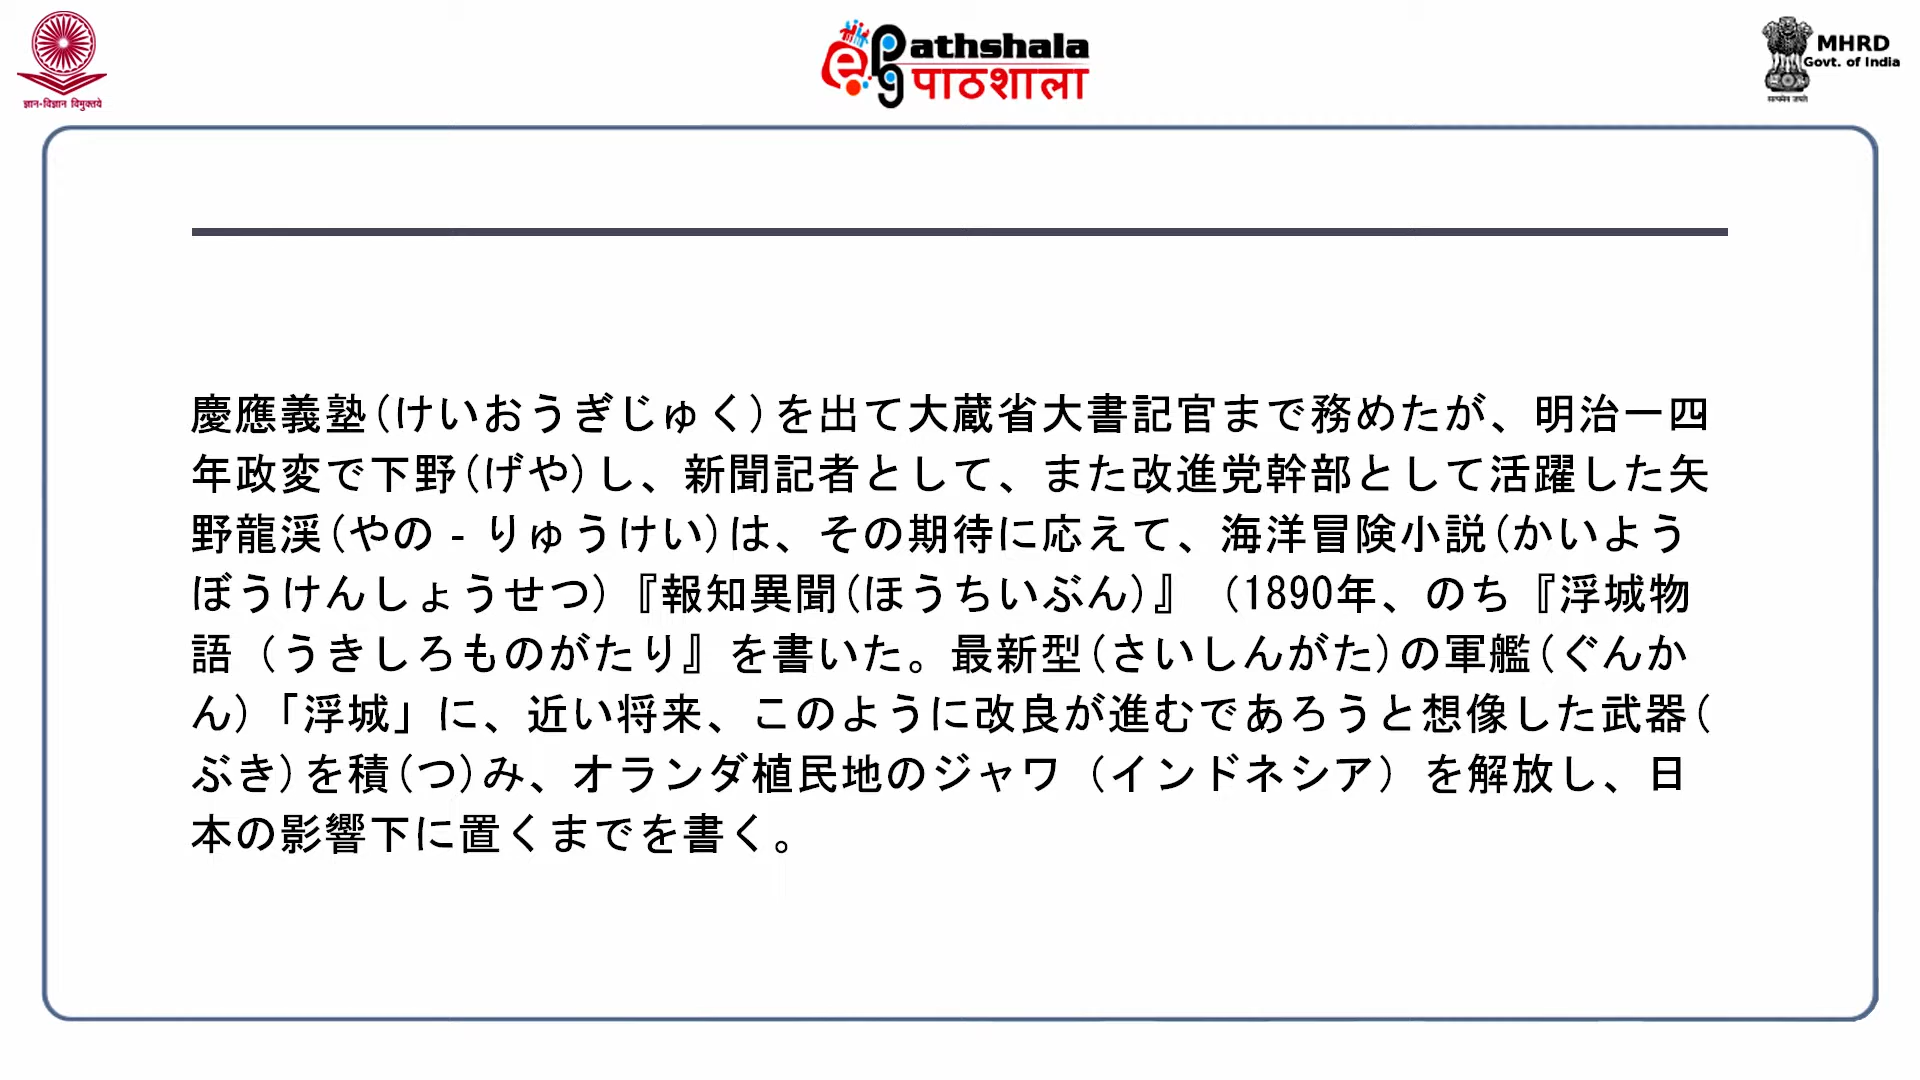 ज्ञान-विज्ञान विमुक्तये
ePGathshala
पाठशाला
MHRD
Govt. of India
सत्यमेव जयते
慶應義塾(けいおうぎじゅく)を出て大蔵省大書記官まで務めたが、明治一四
年政変で下野(げや)し、新聞記者として、また改進党幹部として活躍した矢
野龍渓(やの - りゅうけい)は、その期待に応えて、海洋冒険小説(かいよう
ぼうけんしょうせつ)『報知異聞(ほうちいぶん)』（1890年、のち『浮城物
語（うきしろものがたり』を書いた。最新型(さいしんがた)の軍艦(ぐんか
ん)「浮城」に、近い将来、このように改良が進むであろうと想像した武器(
ぶき)を積(つ)み、オランダ植民地のジャワ（インドネシア）を解放し、日
本の影響下に置くまでを書く。